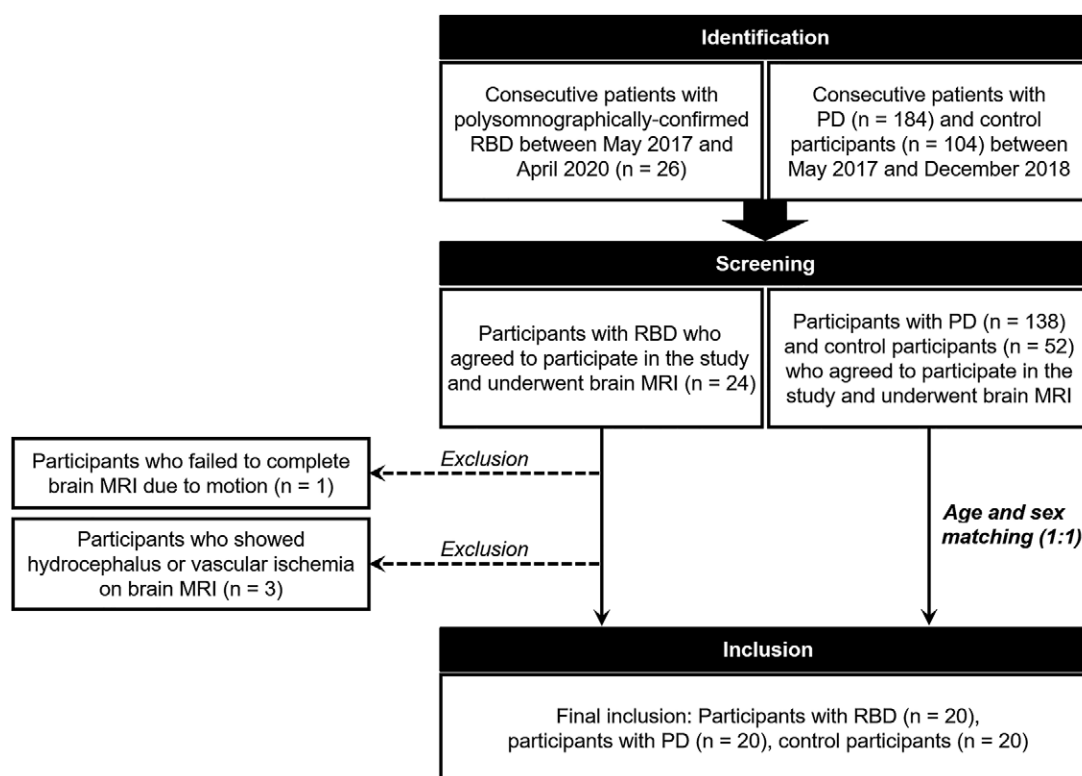 Identification
Consecutive patients with
polysomnographically-confirmed
RBD between May 2017 and
April 2020 (n = 26)
Consecutive patients with
PD (n = 184) and control
participants (n = 104) between
May 2017 and December 2018
Screening
Participants with RBD who
agreed to participate in the study
and underwent brain MRI (n = 24)
Participants with PD (n = 138)
and control participants (n = 52)
who agreed to participate in the
study and underwent brain MRI
Participants who failed to complete
brain MRI due to motion (n = 1)
Exclusion
Participants who showed
hydrocephalus or vascular ischemia
on brain MRI (n = 3)
Exclusion
Age and sex
matching (1:1)
Inclusion
Final inclusion: Participants with RBD (n = 20),
participants with PD (n = 20), control participants (n = 20)